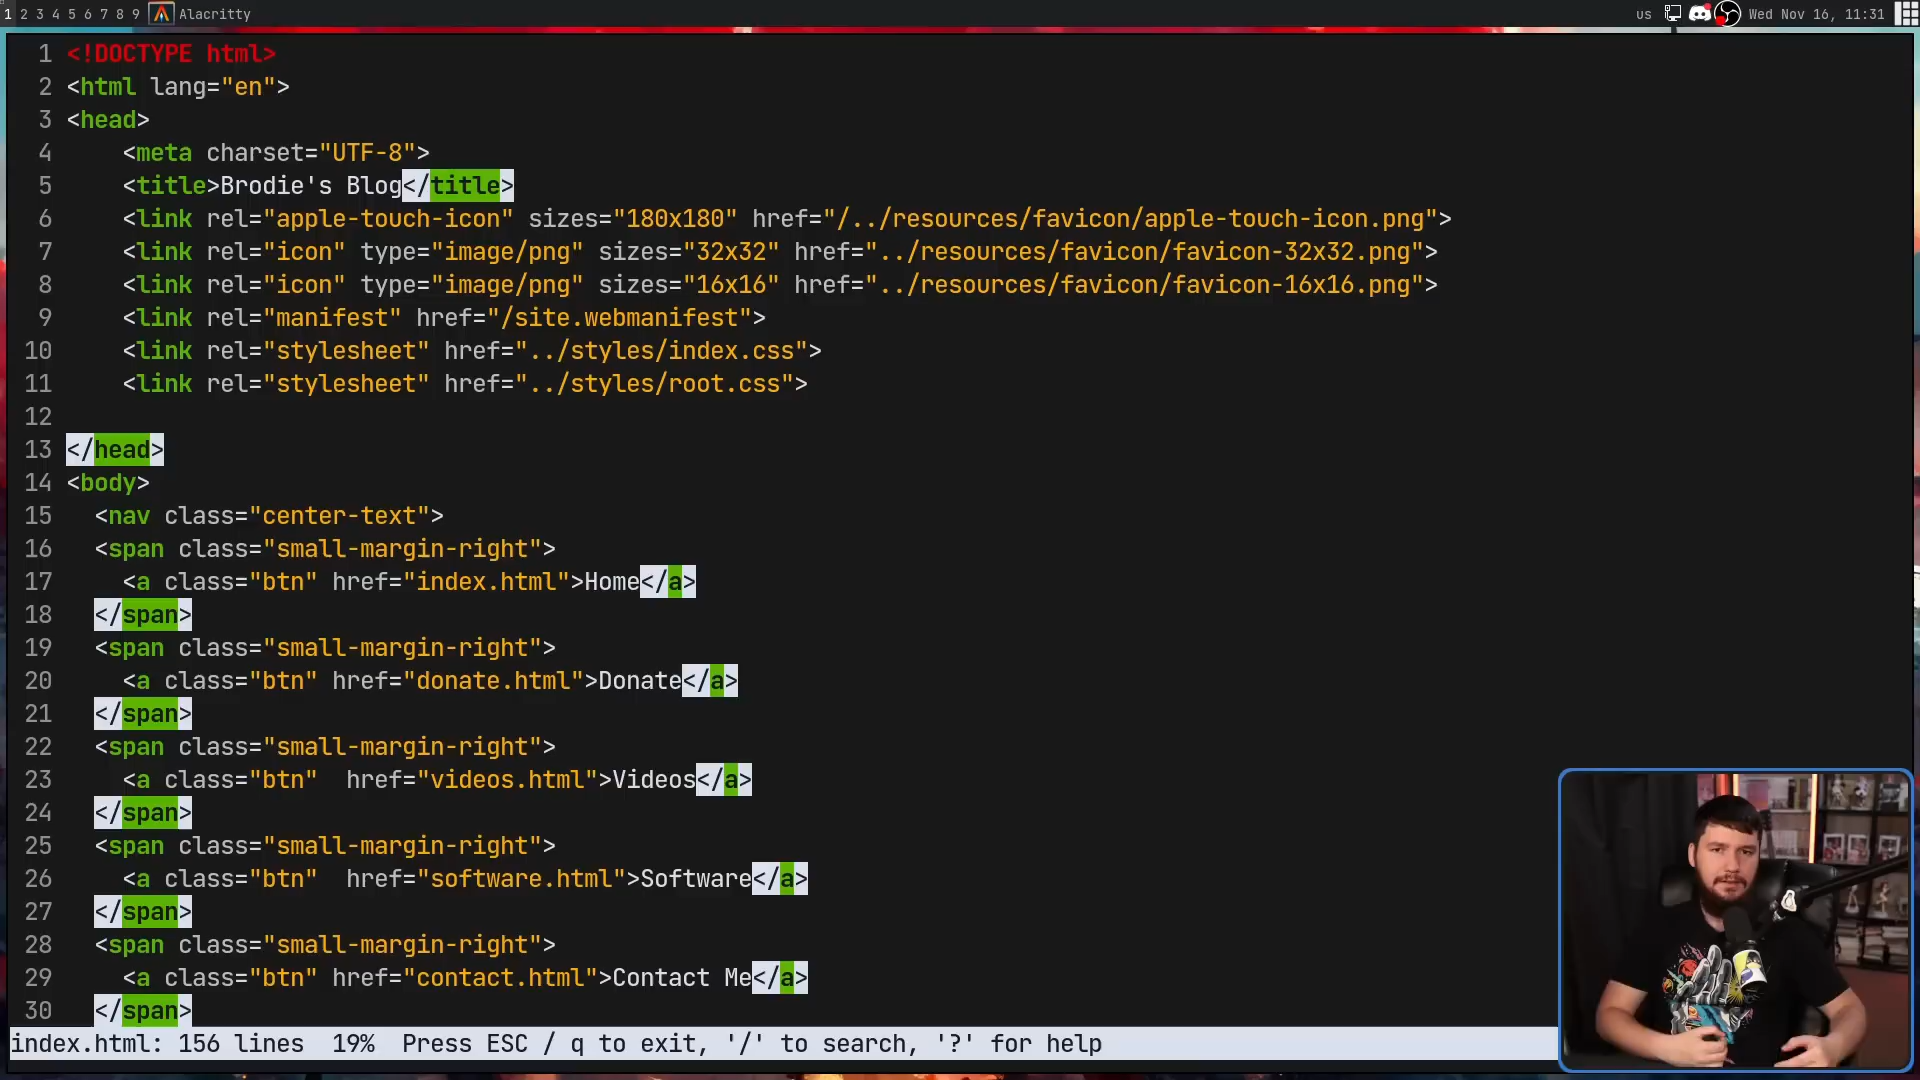 1 2 3 4 5 6 7 8 9 Alacritty us Wed Nov 16, 11:31
1 <!DOCTYPE html>
2 <html lang="en">
3 <head>
4     <meta charset="UTF-8">
5     <title>Brodie's Blog</title>
6     <link rel="apple-touch-icon" sizes="180x180" href="/../resources/favicon/apple-touch-icon.png">
7     <link rel="icon" type="image/png" sizes="32x32" href="../resources/favicon/favicon-32x32.png">
8     <link rel="icon" type="image/png" sizes="16x16" href="../resources/favicon/favicon-16x16.png">
9     <link rel="manifest" href="/site.webmanifest">
10     <link rel="stylesheet" href="../styles/index.css">
11     <link rel="stylesheet" href="../styles/root.css">
12
13 </head>
14 <body>
15   <nav class="center-text">
16   <span class="small-margin-right">
17     <a class="btn" href="index.html">Home</a>
18   </span>
19   <span class="small-margin-right">
20     <a class="btn" href="donate.html">Donate</a>
21   </span>
22   <span class="small-margin-right">
23     <a class="btn"  href="videos.html">Videos</a>
24   </span>
25   <span class="small-margin-right">
26     <a class="btn"  href="software.html">Software</a>
27   </span>
28   <span class="small-margin-right">
29     <a class="btn" href="contact.html">Contact Me</a>
30   </span>
index.html: 156 lines  19%  Press ESC / q to exit, '/' to search, '?' for help